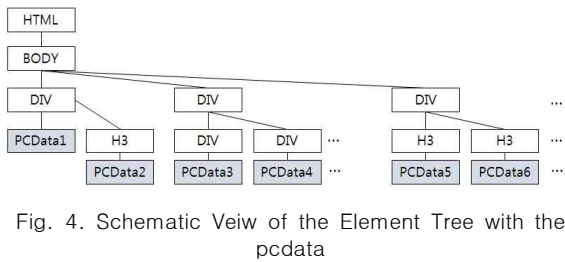 HTML
BODY
DIV DIV DIV ...
PCData1 H3 DIV DIV ... H3 H3 ...
PCData2 PCData3 PCData4 ... PCData5 PCData6 ...
Fig. 4. Schematic Veiw of the Element Tree with the
pcdata